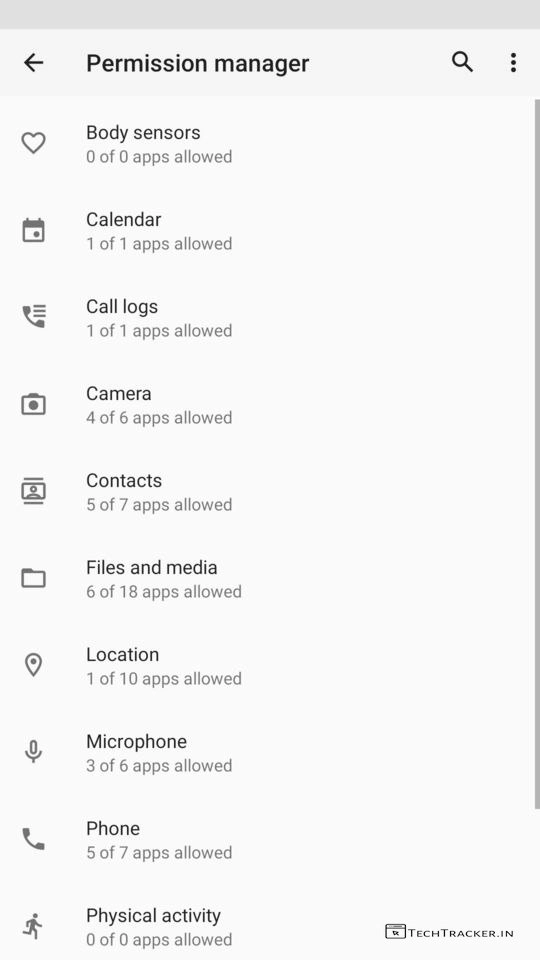 Permission manager
Body sensors
0 of 0 apps allowed
Calendar
1 of 1 apps allowed
Call logs
1 of 1 apps allowed
Camera
4 of 6 apps allowed
Contacts
5 of 7 apps allowed
Files and media
6 of 18 apps allowed
Location
1 of 10 apps allowed
Microphone
3 of 6 apps allowed
Phone
5 of 7 apps allowed
Physical activity
0 of 0 apps allowed
TECHTRACKER.IN